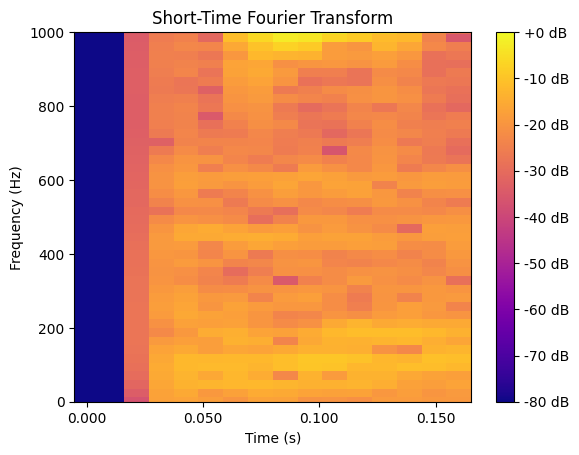 Short-Time Fourier Transform
1000
800
600
400
200
0
Frequency (Hz)
0.000
0.050
0.100
0.150
Time (s)
+0 dB
-10 dB
-20 dB
-30 dB
-40 dB
-50 dB
-60 dB
-70 dB
-80 dB